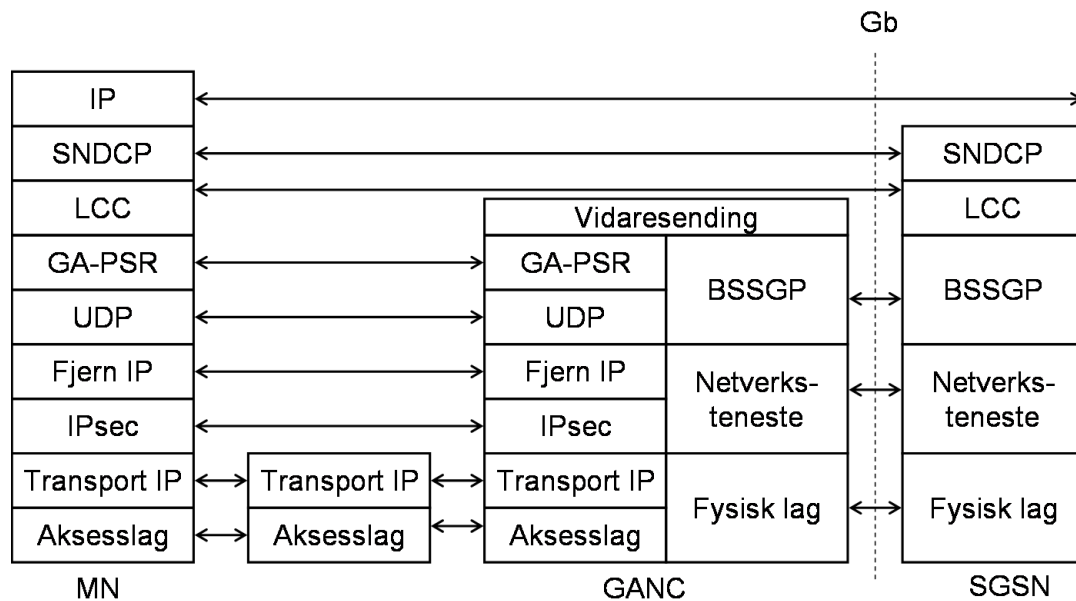 Gb
IP
SNDCP
SNDCP
LCC
LCC
Vidaresending
GA-PSR
GA-PSR
BSSGP
BSSGP
UDP
UDP
Fjern IP
Fjern IP
Netverks-
teneste
Netverks-
teneste
IPsec
IPsec
Transport IP
Transport IP
Transport IP
Fysisk lag
Fysisk lag
Aksesslag
Aksesslag
Aksesslag
MN
GANC
SGSN